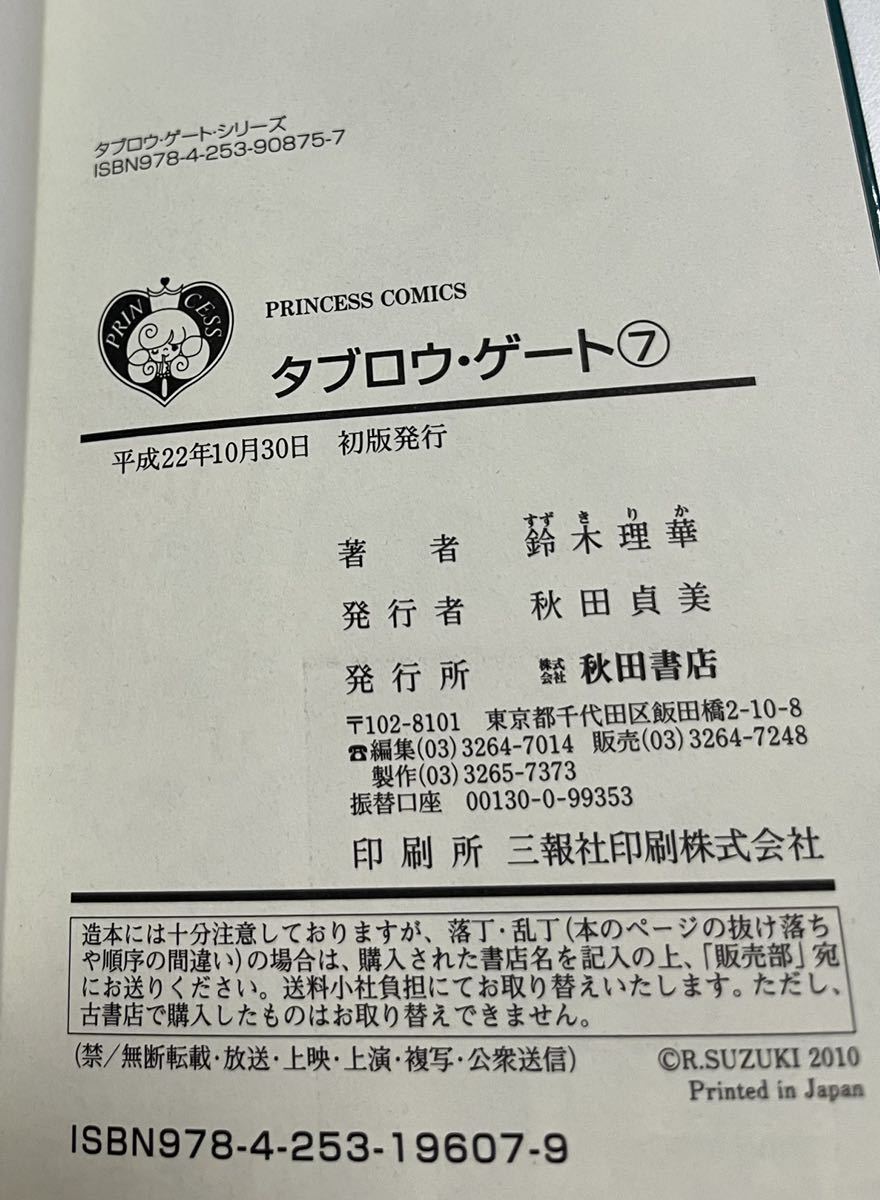 タブロウ・ゲート・シリーズ
ISBN978-4-253-90875-7
PRINCESS
PRINCESS COMICS
タブロウ・ゲート⑦
平成22年10月30日 初版発行
著者 鈴木理華
すずきりか
発行者 秋田貞美
発行所 株式会社 秋田書店
〒102-8101 東京都千代田区飯田橋2-10-8
☎編集(03)3264-7014 販売(03)3264-7248
製作(03)3265-7373
振替口座 00130-0-99353
印刷所 三報社印刷株式会社
造本には十分注意しておりますが、落丁・乱丁(本のページの抜け落ち
や順序の間違い)の場合は、購入された書店名を記入の上、「販売部」宛
にお送りください。送料小社負担にてお取り替えいたします。ただし、
古書店で購入したものはお取り替えできません。
(禁/無断転載・放送・上映・上演・複写・公衆送信)
©R.SUZUKI 2010
Printed in Japan
ISBN978-4-253-19607-9